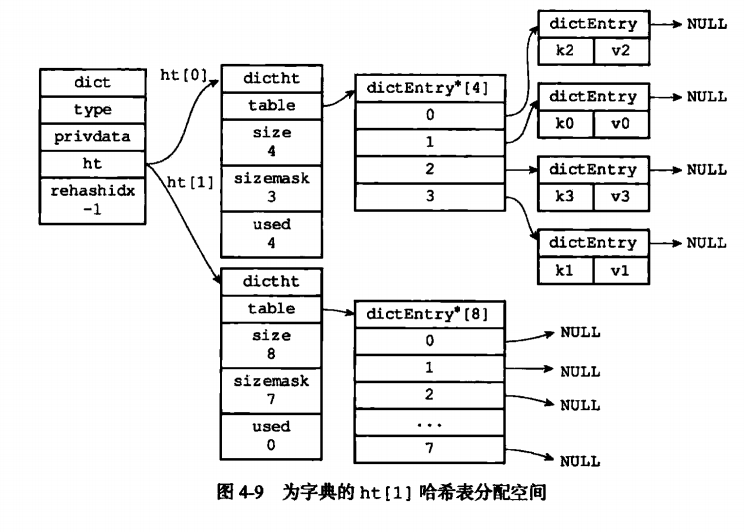 dict
type
privdata
ht
rehashidx
-1
ht[0]
ht[1]
dictht
table
size
4
sizemask
3
used
4
dictht
table
size
8
sizemask
7
used
0
dictEntry*[4]
0
1
2
3
dictEntry*[8]
0
1
2
...
7
dictEntry
k2 v2
NULL
dictEntry
k0 v0
NULL
dictEntry
k3 v3
NULL
dictEntry
k1 v1
NULL
NULL
NULL
NULL
NULL
图 4-9 为字典的 ht[1] 哈希表分配空间